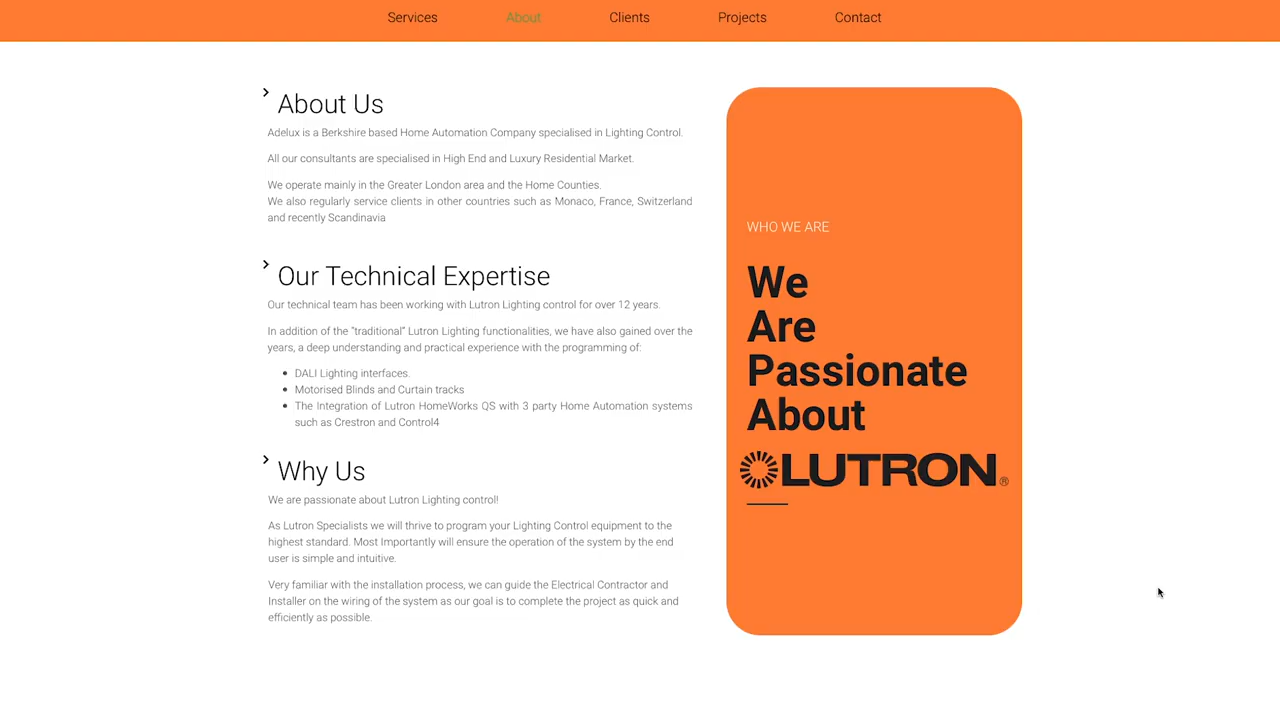 Services About Clients Projects Contact
About Us
Adelux is a Berkshire based Home Automation Company specialised in Lighting Control.
All our consultants are specialised in High End and Luxury Residential Market.
We operate mainly in the Greater London area and the Home Counties.
We also regularly service clients in other countries such as Monaco, France, Switzerland
and recently Scandinavia
Our Technical Expertise
Our technical team has been working with Lutron Lighting control for over 12 years.
In addition of the “traditional” Lutron Lighting functionalities, we have also gained over the
years, a deep understanding and practical experience with the programming of:
• DALI Lighting interfaces.
• Motorised Blinds and Curtain tracks
• The Integration of Lutron HomeWorks QS with 3 party Home Automation systems
such as Crestron and Control4
Why Us
We are passionate about Lutron Lighting control!
As Lutron Specialists we will thrive to program your Lighting Control equipment to the
highest standard. Most Importantly will ensure the operation of the system by the end
user is simple and intuitive.
Very familiar with the installation process, we can guide the Electrical Contractor and
Installer on the wiring of the system as our goal is to complete the project as quick and
efficiently as possible.
WHO WE ARE
We
Are
Passionate
About
LUTRON®